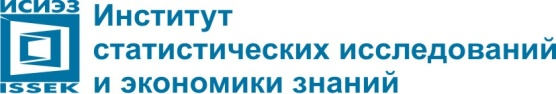 ИСИЭЗ
ISSEK
Институт
статистических исследований
и экономики знаний